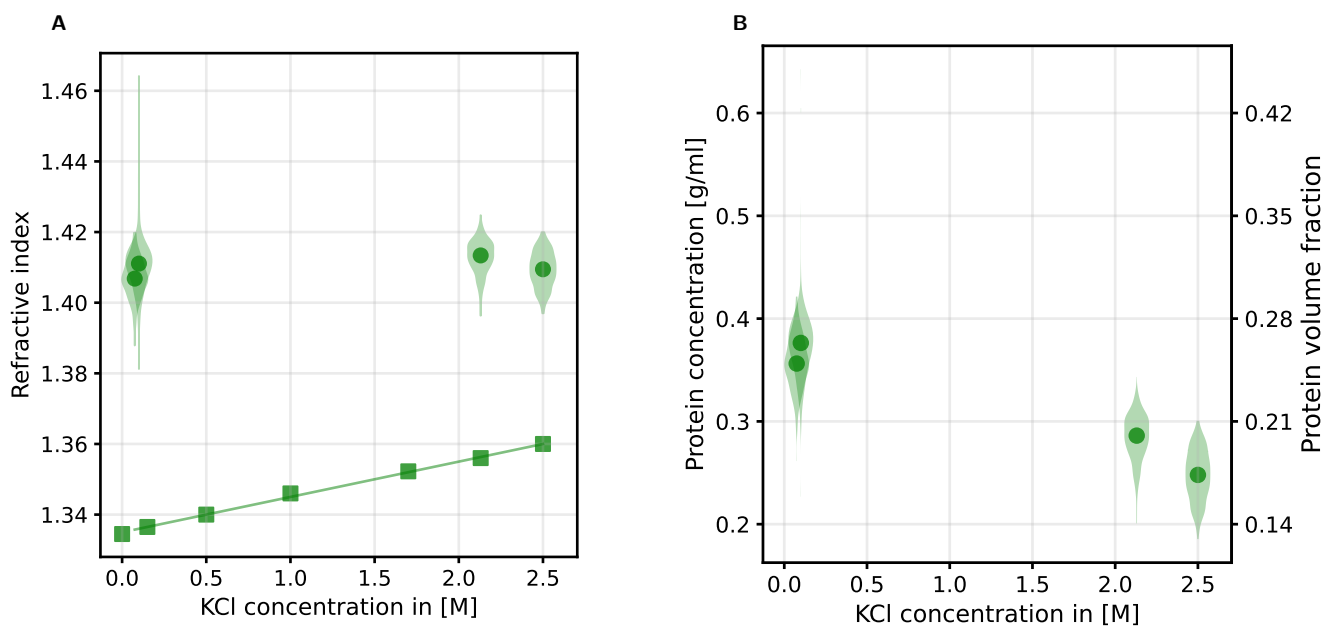 A
1.46
1.44
1.42
1.40
1.38
1.36
1.34
Refractive index
0.0 0.5 1.0 1.5 2.0 2.5
KCl concentration in [M]
B
0.6
0.5
0.4
0.3
0.2
Protein concentration [g/ml]
0.42
0.35
0.28
0.21
0.14
Protein volume fraction
0.0 0.5 1.0 1.5 2.0 2.5
KCl concentration in [M]